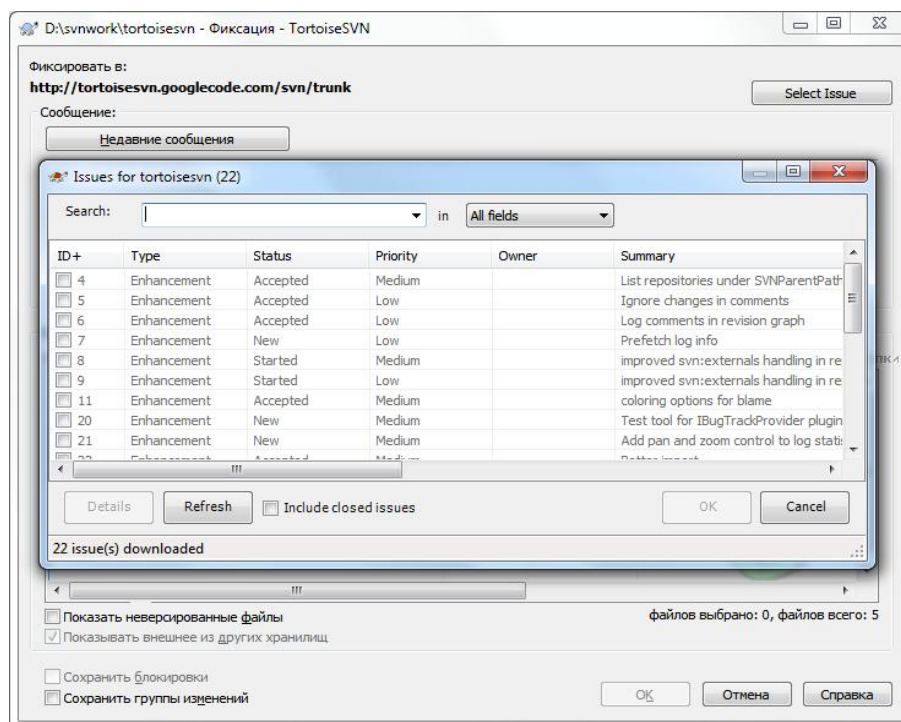 D:\svnwork\tortoisesvn - Фиксация - TortoiseSVN
Фиксировать в:
http://tortoisesvn.googlecode.com/svn/trunk
Select Issue
Сообщение:
Недавние сообщения
Issues for tortoisesvn (22)
Search:
in All fields
ID+ Type Status Priority Owner Summary
4 Enhancement Accepted Medium List repositories under SVNParentPath
5 Enhancement Accepted Low Ignore changes in comments
6 Enhancement Accepted Low Log comments in revision graph
7 Enhancement New Low Prefetch log info
8 Enhancement Started Medium improved svn:externals handling in re
9 Enhancement Started Low improved svn:externals handling in re
11 Enhancement Accepted Medium coloring options for blame
20 Enhancement New Medium Test tool for IBugTrackProvider plugin
21 Enhancement New Medium Add pan and zoom control to log stati
Enhancement Accepted Medium
Details Refresh Include closed issues OK Cancel
22 issue(s) downloaded
Показать неверсированные файлы
файлов выбрано: 0, файлов всего: 5
Показывать внешнее из других хранилищ
Сохранить блокировки
Сохранить группы изменений
OK Отмена Справка